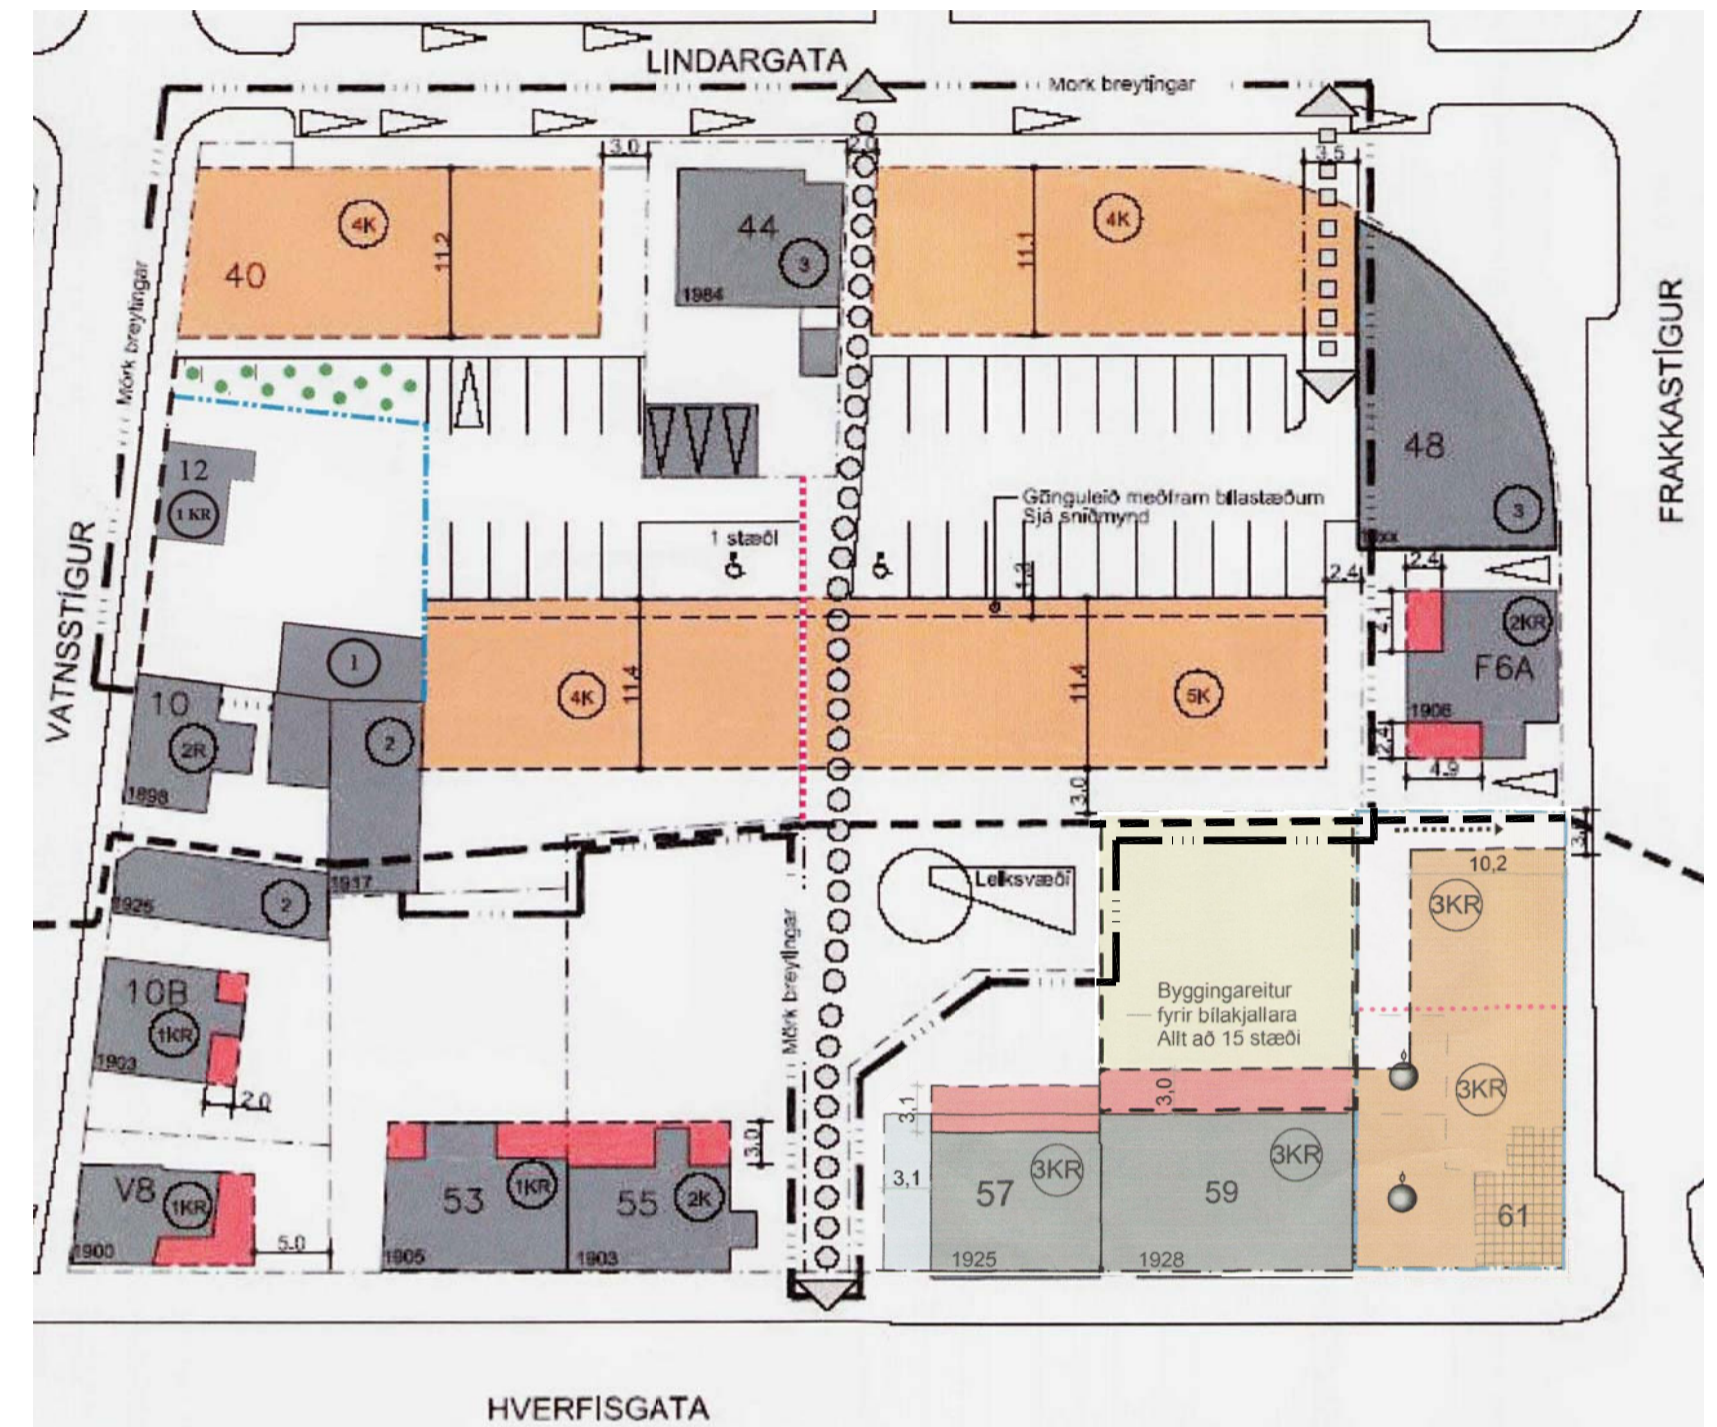 LINDARGATA
Mörk breytingar
3.0
2.0
3.5
40
4K
11.2
44
3
1984
4K
11.1
Mörk breytingar
VATNSSTÍGUR
FRAKKASTÍGUR
12
1 KR
48
3
Gönguleið meðfram bílastæðum
Sjá sniðmynd
1 stæði
1.3
2.4
2.4
4.1
2KR
F6A
1906
2.4
4.9
1
10
2R
1898
2
4K
11.4
11.4
5K
3.0
1917
1926
2
Leiksvæði
Mörk breytingar
10,2
3KR
10B
1KR
1903
2.0
Byggingareitur
fyrir bílakjallara
Allt að 15 stæði
3KR
3,1
3,0
3.0
V8
1KR
1900
5.0
53
1KR
1905
55
2K
1903
3,1
57
3KR
1925
59
3KR
1928
61
HVERFISGATA